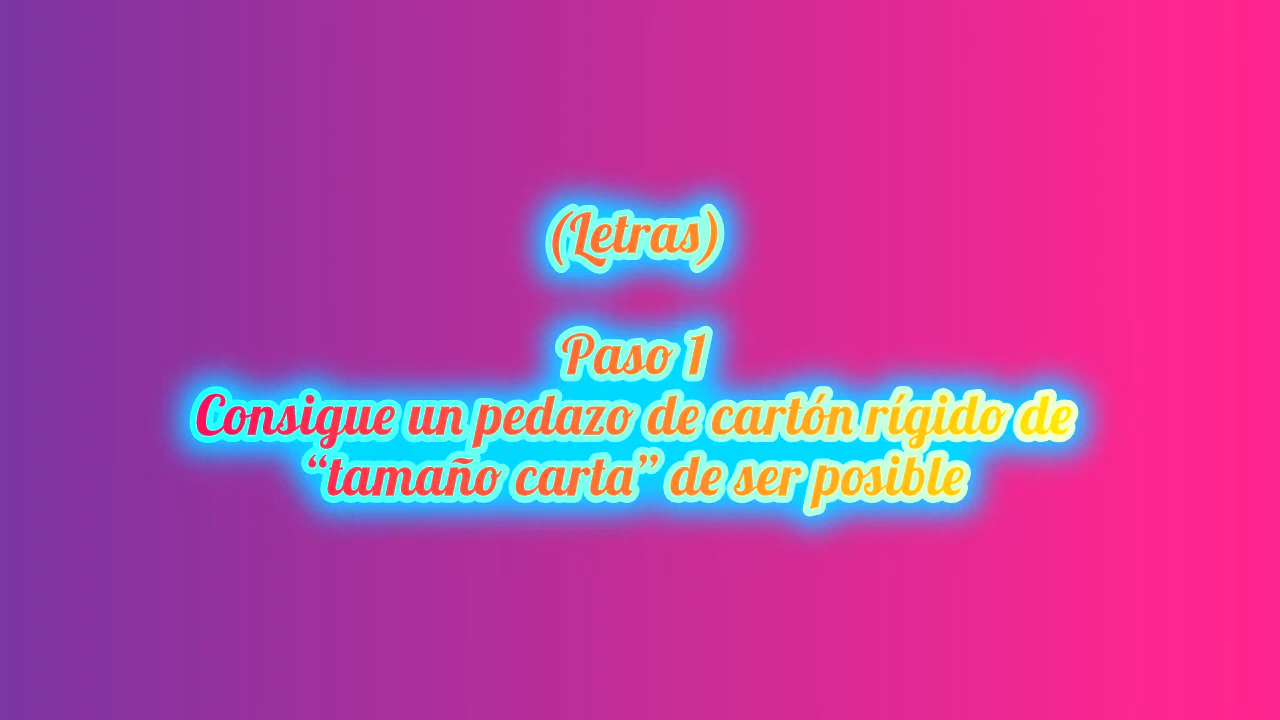 (Letras)
Paso 1
Consigue un pedazo de cartón rígido de
“tamaño carta” de ser posible